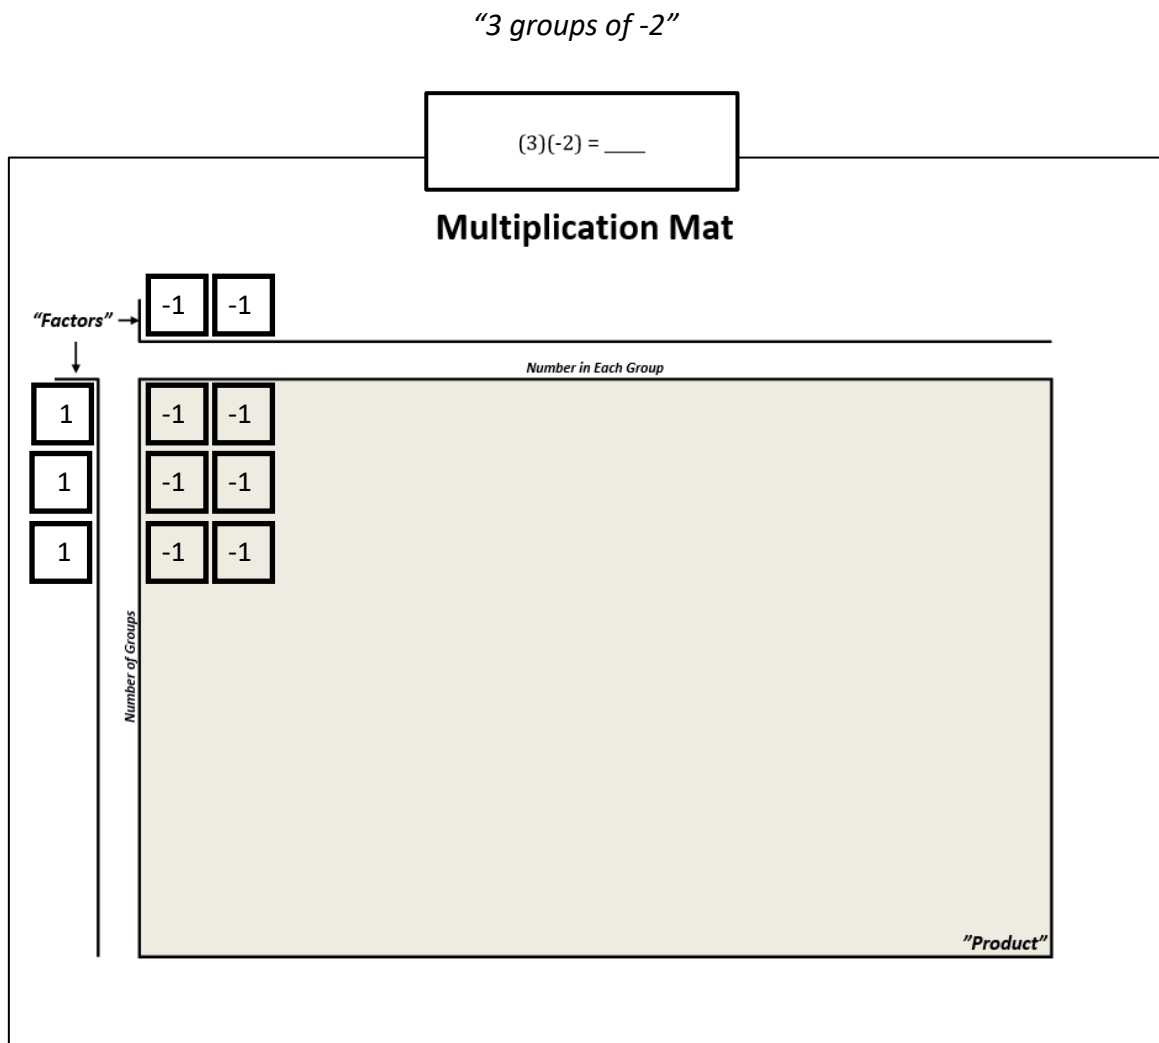 “3 groups of -2”
(3)(-2) = ____
Multiplication Mat
-1 -1
“Factors”
Number in Each Group
1 -1 -1
1 -1 -1
1 -1 -1
Number of Groups
”Product”